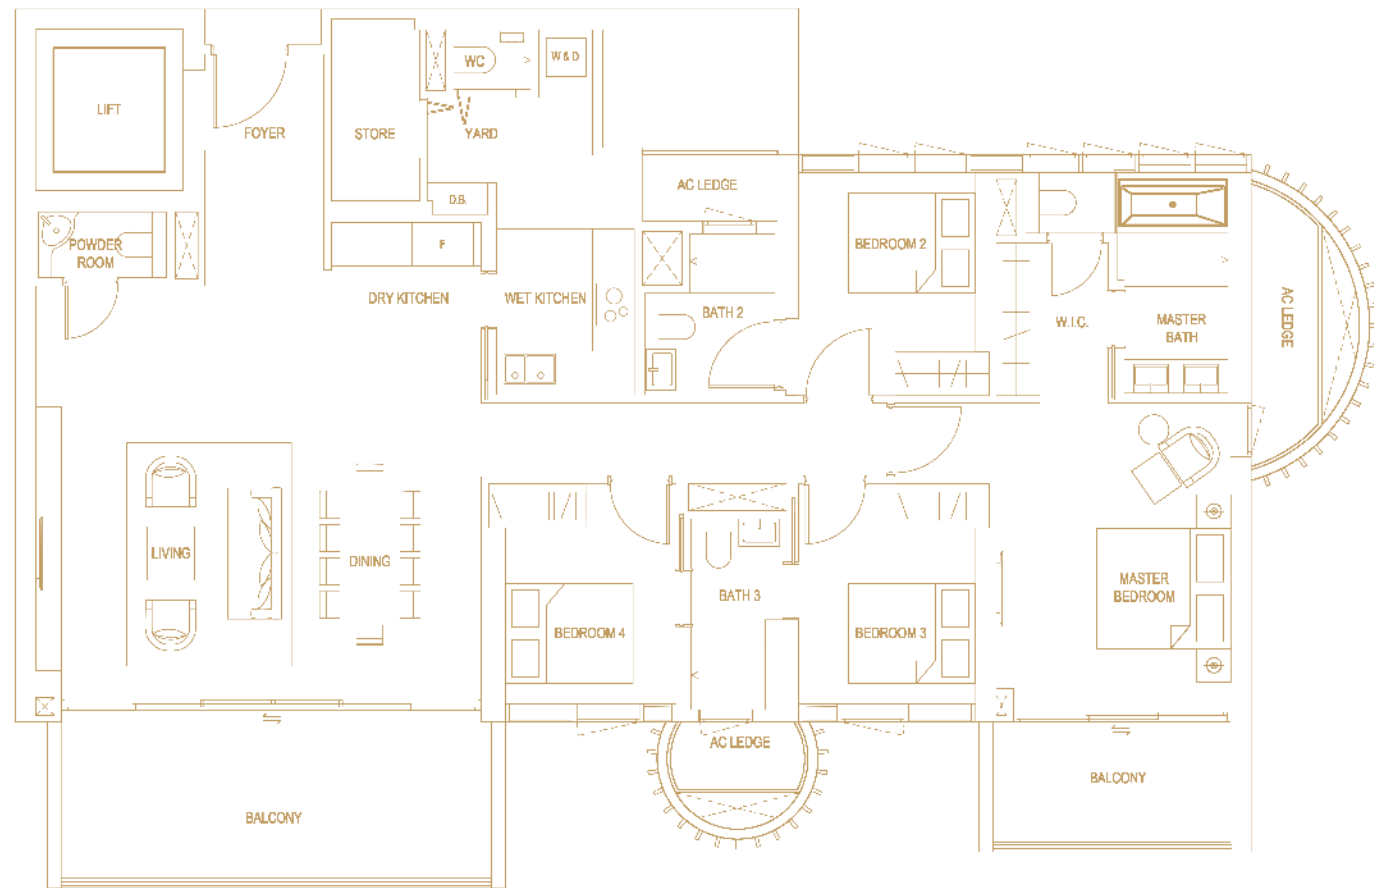 WC
W & D
LIFT
FOYER
STORE
YARD
AC LEDGE
D.B.
POWDER
ROOM
F
BEDROOM 2
DRY KITCHEN
WET KITCHEN
BATH 2
W.I.C.
MASTER
BATH
AC LEDGE
LIVING
DINING
BATH 3
MASTER
BEDROOM
BEDROOM 4
BEDROOM 3
AC LEDGE
BALCONY
BALCONY